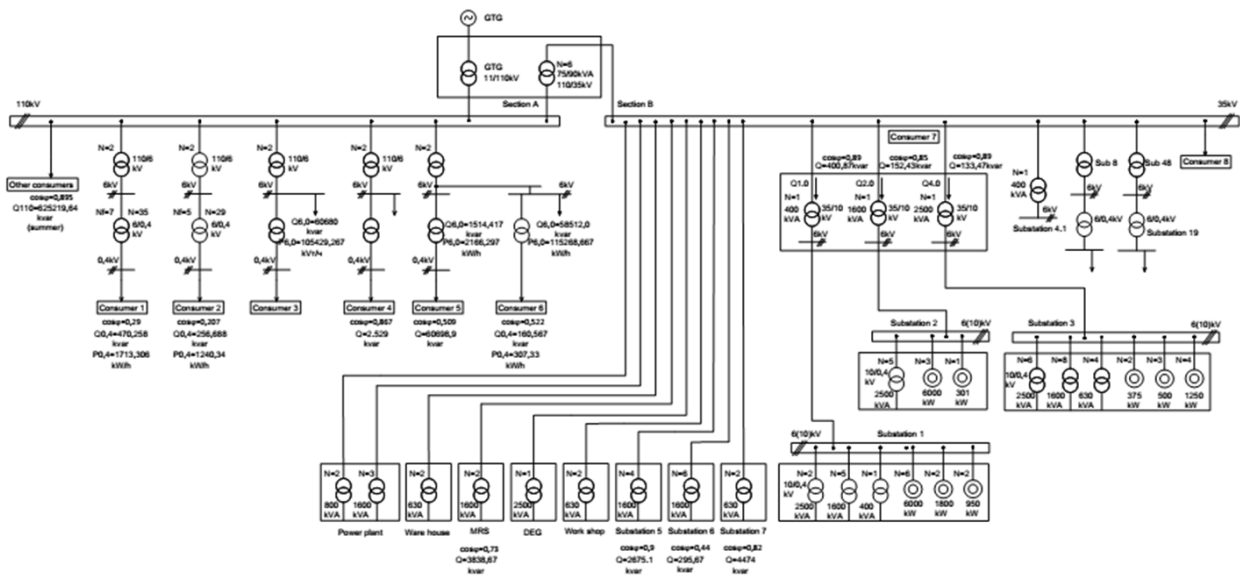 GTG
GTG
11/110kV
N=6
75/90kVA
110/35kV
Section A
Section B
110kV
35kV
Other consumers
cosφ=0,895
Q110=625219,64
kvar
(summer)
N=2
110/6
kV
6kV
Nf=7
N=35
6/0,4
kV
0,4kV
Consumer 1
cosφ=0,29
Q0,4=470,258
kvar
P0,4=1713,306
kW/h
N=2
110/6
kV
6kV
Nf=5
N=29
6/0,4
kV
0,4kV
Consumer 2
cosφ=0,207
Q0,4=256,688
kvar
P0,4=1240,34
kW/h
N=2
110/6
kV
6kV
Q6,0=60680
kvar
P6,0=105429,267
kVт/ч
0,4kV
Consumer 3
N=2
110/6
kV
6kV
0,4kV
Consumer 4
cosφ=0,867
Q=2.529
kvar
N=2
6kV
Q6,0=1514,417
kvar
P6,0=2166,297
kW/h
0,4kV
Consumer 5
cosφ=0,509
Q=60698,9
kvar
6kV
Q6,0=58512,0
kvar
P6,0=115268,667
kW/h
Consumer 6
cosφ=0,522
Q0,4=160,567
kvar
P0,4=307,33
kW/h
Consumer 7
cosφ=0,89
Q=400,87kvar
cosφ=0,85
Q=152,43kvar
cosφ=0,89
Q=133,47kvar
Q1.0
N=1
400
kVA
35/10
kV
6kV
Q2.0
N=1
1600
kVA
35/10
kV
6kV
Q4.0
N=1
2500
kVA
35/10
kV
6kV
N=1
400
kVA
6kV
Substation 4.1
Sub 8
6kV
6/0,4kV
Sub 48
6kV
6/0,4kV
Substation 19
Consumer 8
Substation 2
6(10)kV
N=5
10/0,4
kV
2500
kVA
N=3
6000
kW
N=1
301
kW
Substation 3
6(10)kV
N=6
10/0,4
kV
2500
kVA
N=8
1600
kVA
N=4
630
kVA
N=2
375
kW
N=3
500
kW
N=4
1250
kW
6(10)kV
Substation 1
N=2
10/0,4
kV
2500
kVA
N=5
1600
kVA
N=1
400
kVA
N=6
6000
kW
N=2
1800
kW
N=2
950
kW
N=2
800
kVA
N=3
1600
kVA
Power plant
N=2
630
kVA
Ware house
N=2
1600
kVA
MRS
cosφ=0,73
Q=3838,67
kvar
N=1
2500
kVA
DEG
N=2
630
kVA
Work shop
N=4
1600
kVA
Substation 5
cosφ=0,9
Q=2675.1
kvar
N=6
1600
kVA
Substation 6
cosφ=0,44
Q=295,67
kvar
N=2
630
kVA
Substation 7
cosφ=0,82
Q=4474
kvar